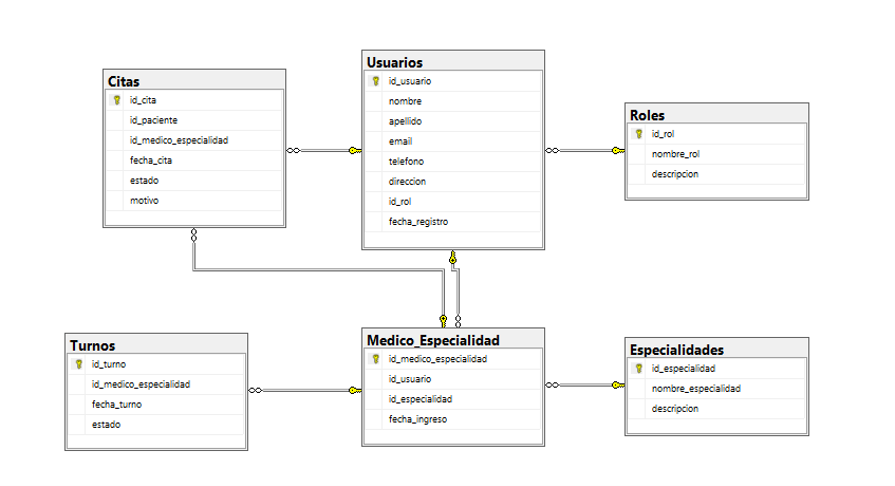 Citas
id_cita
id_paciente
id_medico_especialidad
fecha_cita
estado
motivo
Usuarios
id_usuario
nombre
apellido
email
telefono
direccion
id_rol
fecha_registro
Roles
id_rol
nombre_rol
descripcion
Turnos
id_turno
id_medico_especialidad
fecha_turno
estado
Medico_Especialidad
id_medico_especialidad
id_usuario
id_especialidad
fecha_ingreso
Especialidades
id_especialidad
nombre_especialidad
descripcion